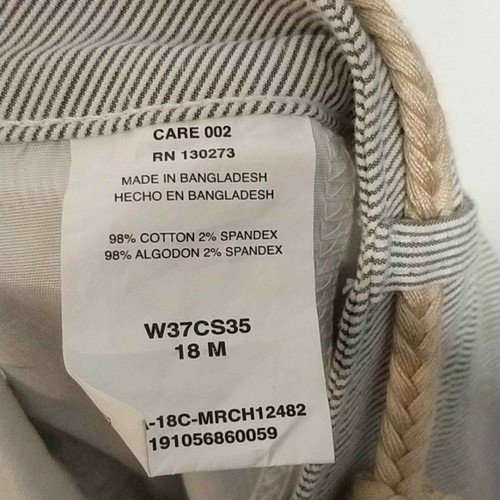 CARE 002
RN 130273
MADE IN BANGLADESH
HECHO EN BANGLADESH
98% COTTON 2% SPANDEX
98% ALGODON 2% SPANDEX
W37CS35
18 M
-18C-MRCH12482
191056860059